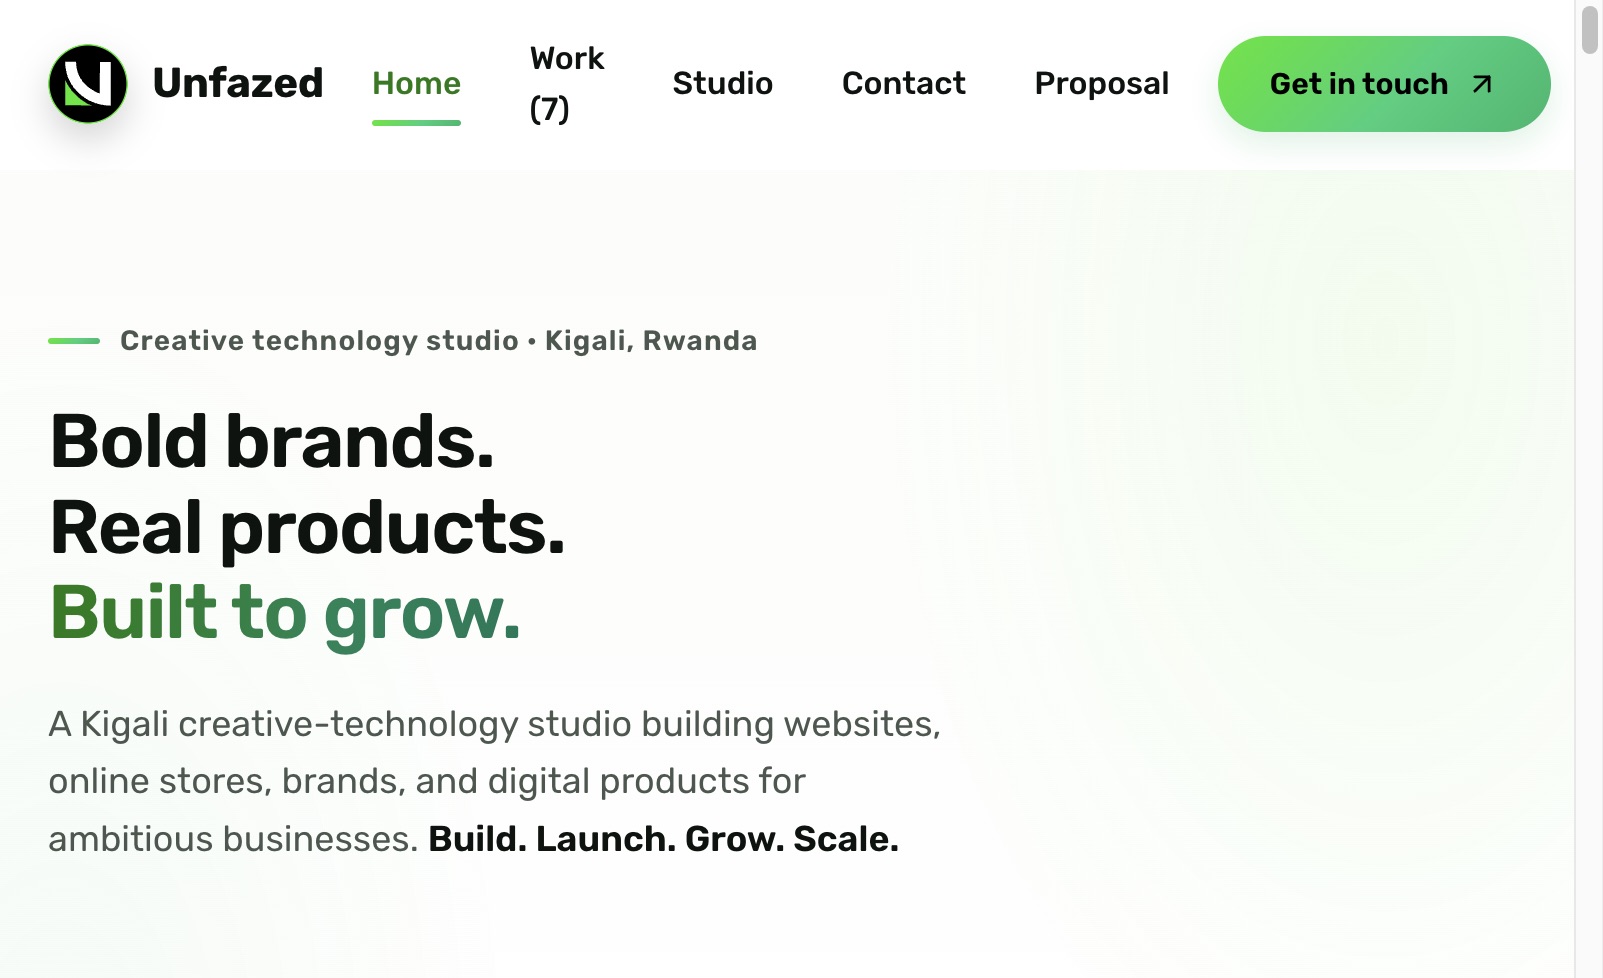 Unfazed
Home
Work
(7)
Studio
Contact
Proposal
Get in touch
Creative technology studio • Kigali, Rwanda
Bold brands.
Real products.
Built to grow.
A Kigali creative-technology studio building websites,
online stores, brands, and digital products for
ambitious businesses. Build. Launch. Grow. Scale.